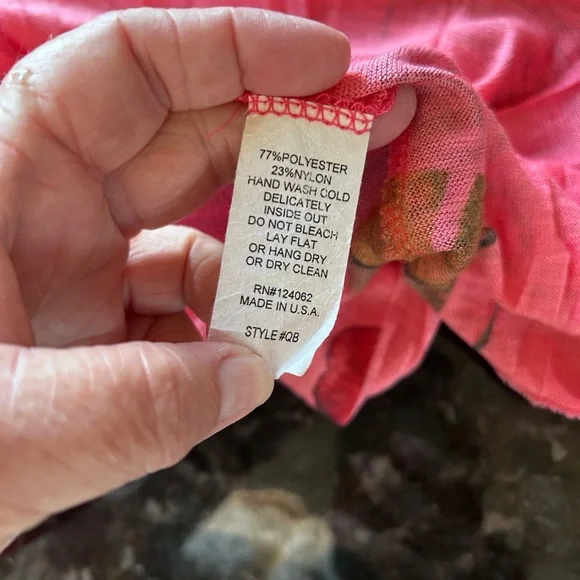 77%POLYESTER
23%NYLON
HAND WASH COLD
DELICATELY
INSIDE OUT
DO NOT BLEACH
LAY FLAT
OR HANG DRY
OR DRY CLEAN
RN#124062
MADE IN U.S.A.
STYLE #QB